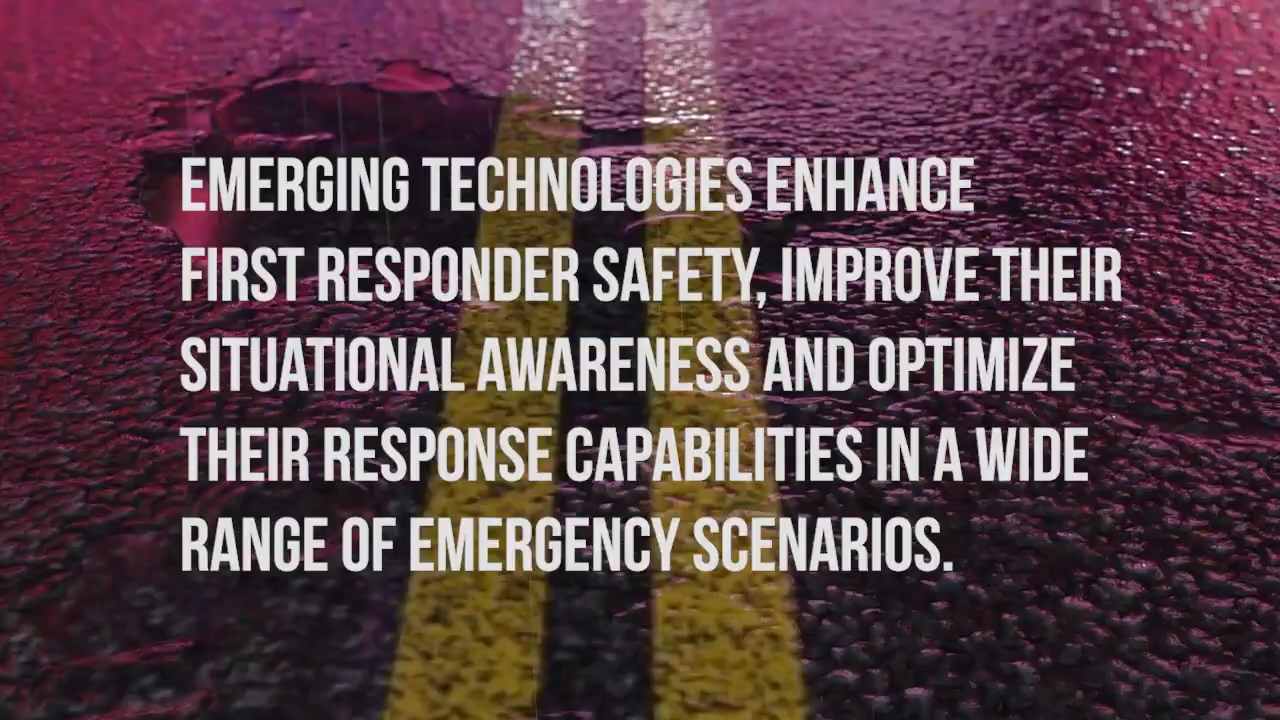 EMERGING TECHNOLOGIES ENHANCE
FIRST RESPONDER SAFETY, IMPROVE THEIR
SITUATIONAL AWARENESS AND OPTIMIZE
THEIR RESPONSE CAPABILITIES IN A WIDE
RANGE OF EMERGENCY SCENARIOS.